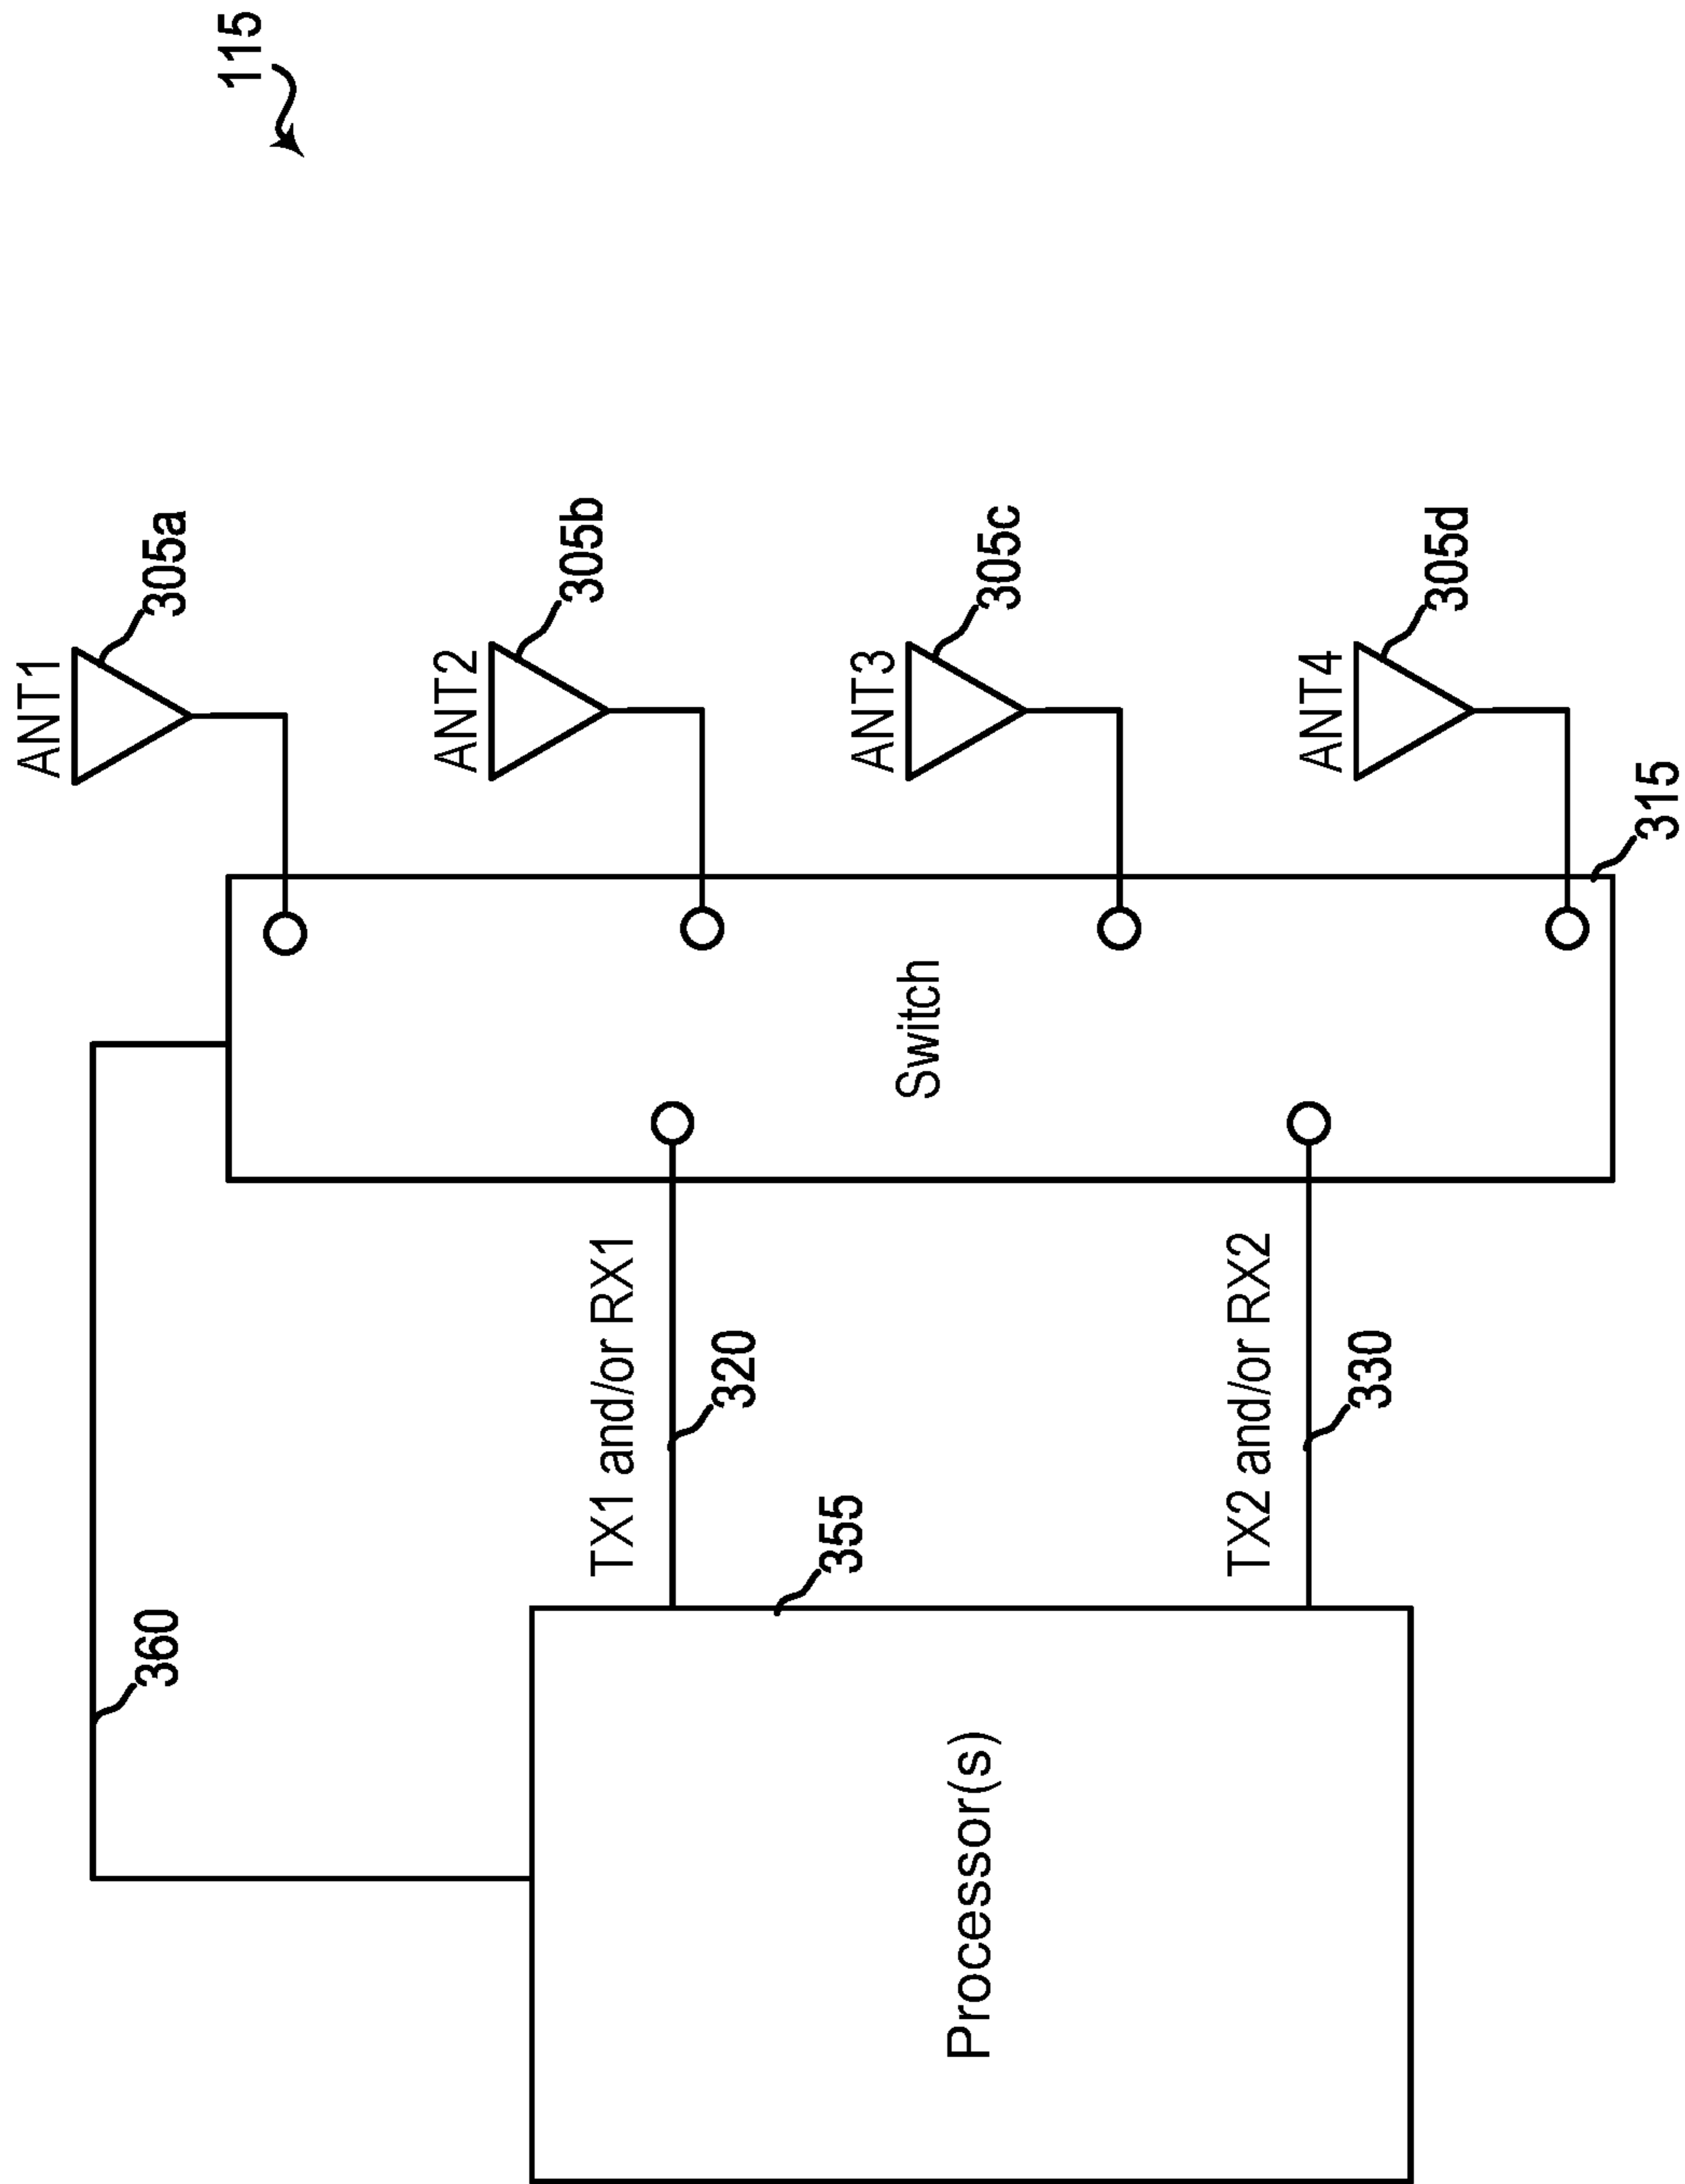 115
ANT1
305a
ANT2
305b
ANT3
305c
ANT4
305d
315
Switch
360
TX1 and/or RX1
320
TX2 and/or RX2
330
355
Processor(s)